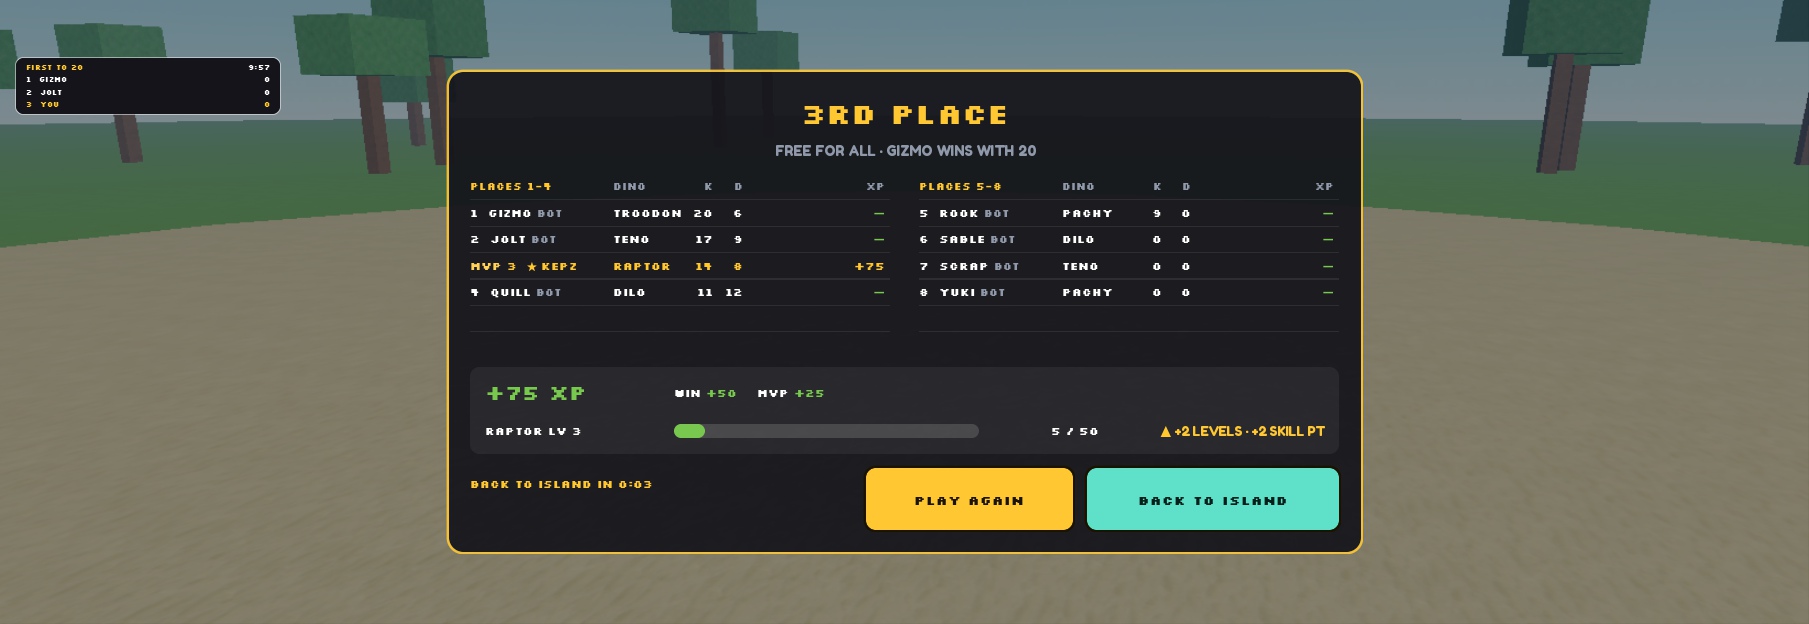 FIRST TO 20 9:57
1 GIZMO 0
2 JOLT 0
3 YOU 0
3RD PLACE
FREE FOR ALL · GIZMO WINS WITH 20
PLACES 1-4 DINO K D XP
1 GIZMO BOT TROODON 20 6 —
2 JOLT BOT TENO 17 9 —
MVP 3 ★ KEPZ RAPTOR 14 8 +75
4 QUILL BOT DILO 11 12 —
PLACES 5-8 DINO K D XP
5 ROOK BOT PACHY 9 0 —
6 SABLE BOT DILO 0 0 —
7 SCRAP BOT TENO 0 0 —
8 YUKI BOT PACHY 0 0 —
+75 XP WIN +50 MVP +25
RAPTOR LV 3 5 / 50 ▲ +2 LEVELS · +2 SKILL PT
BACK TO ISLAND IN 0:03
PLAY AGAIN
BACK TO ISLAND